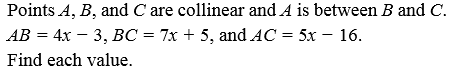 Points A, B, and C are collinear and A is between B and C.
AB = 4x − 3, BC = 7x + 5, and AC = 5x − 16.
Find each value.